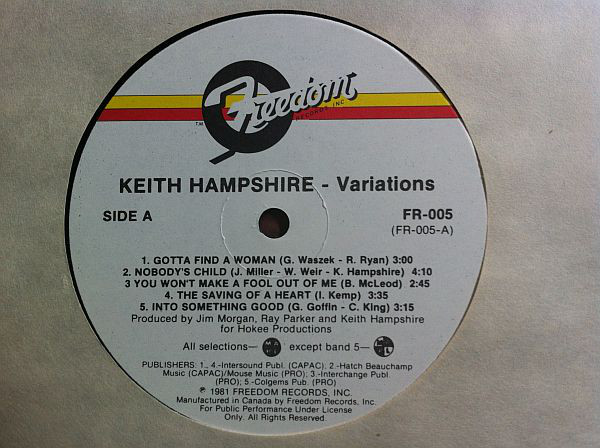 Freedom
RECORDS, INC
TM
KEITH HAMPSHIRE - Variations
SIDE A
FR-005
(FR-005-A)
1. GOTTA FIND A WOMAN (G. Waszek - R. Ryan) 3:00
2. NOBODY'S CHILD (J. Miller - W. Weir - K. Hampshire) 4:10
3 YOU WON'T MAKE A FOOL OUT OF ME (B. McLeod) 2:45
4. THE SAVING OF A HEART (I. Kemp) 3:35
5. INTO SOMETHING GOOD (G. Goffin - C. King) 3:15
Produced by Jim Morgan, Ray Parker and Keith Hampshire
for Hokee Productions
All selections— except band 5—
PUBLISHERS: 1., 4.-Intersound Publ. (CAPAC), 2 -Hatch Beauchamp
Music (CAPAC)/Mouse Music (PRO); 3.-Interchange Publ.
(PRO); 5.-Colgems Pub. (PRO)
℗ 1981 FREEDOM RECORDS, INC.
Manufactured in Canada by Freedom Records, Inc.
For Public Performance Under License
Only. All Rights Reserved.